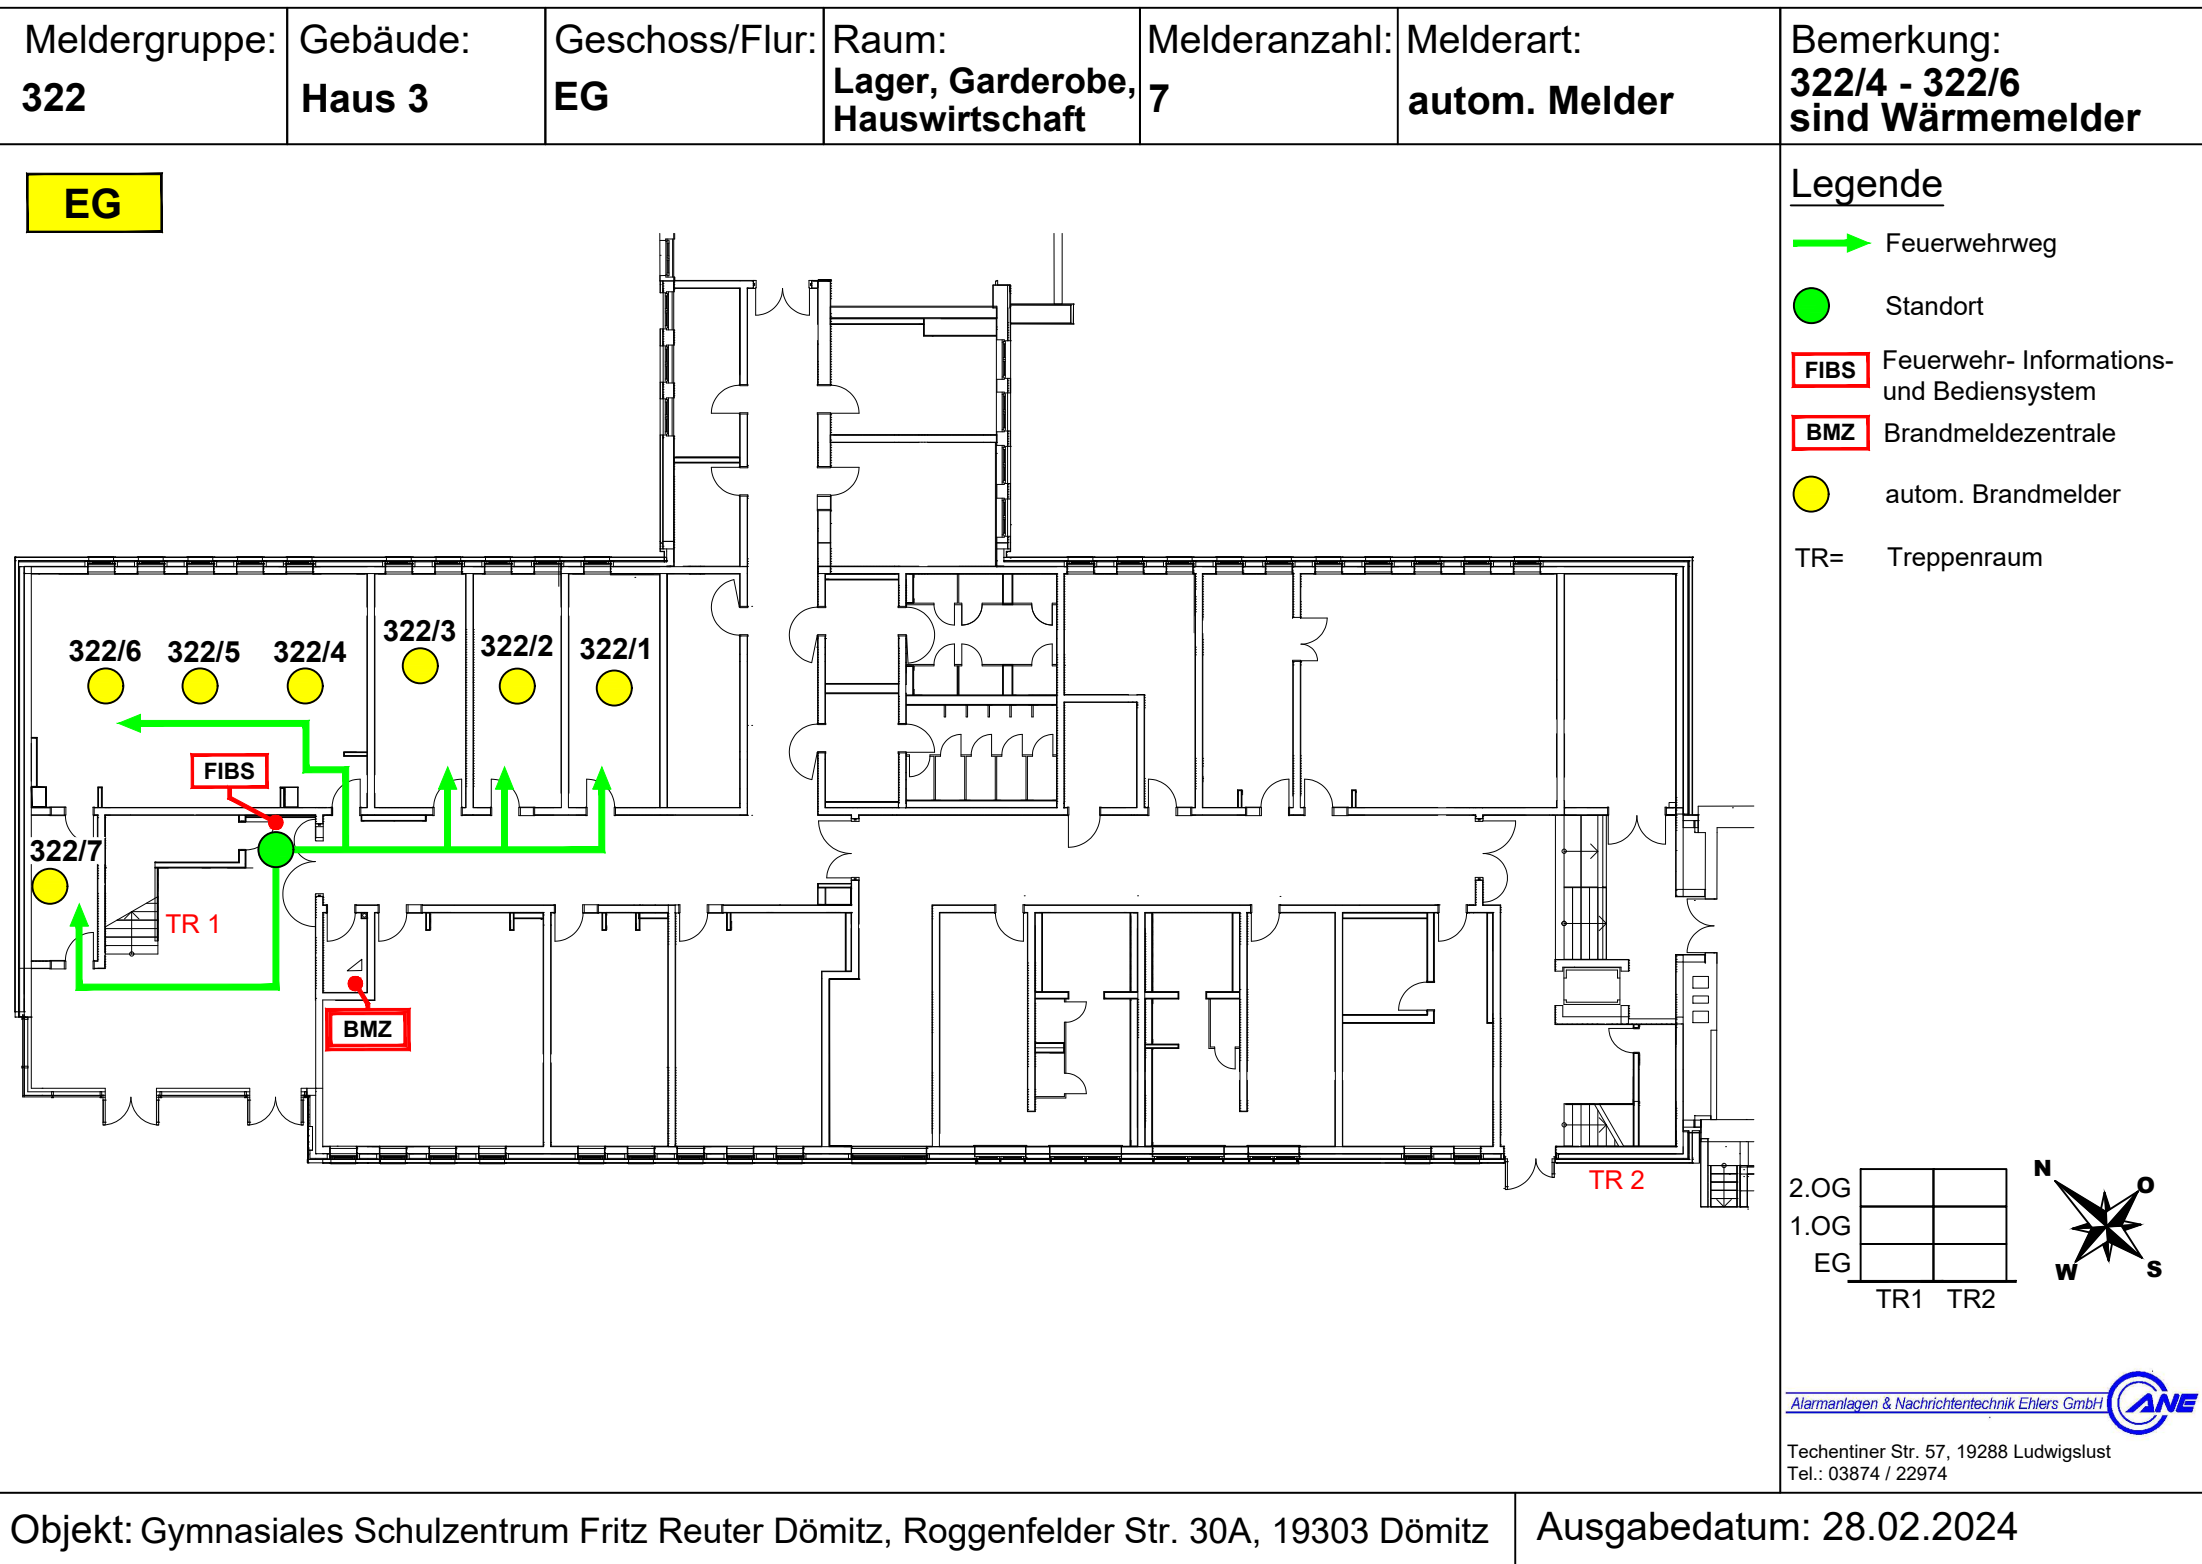 Meldergruppe:
322
Gebäude:
Haus 3
Geschoss/Flur:
EG
Raum:
Lager, Garderobe,
Hauswirtschaft
Melderanzahl:
7
Melderart:
autom. Melder
Bemerkung:
322/4 - 322/6
sind Wärmemelder
EG
322/6
322/5
322/4
322/3
322/2
322/1
FIBS
322/7
TR 1
BMZ
TR 2
Legende
Feuerwehrweg
Standort
FIBS
Feuerwehr- Informations-
und Bediensystem
BMZ
Brandmeldezentrale
autom. Brandmelder
TR=
Treppenraum
2.OG
1.OG
EG
TR1 TR2
N
O
W
S
Alarmanlagen & Nachrichtentechnik Ehlers GmbH
ANE
Techentiner Str. 57, 19288 Ludwigslust
Tel.: 03874 / 22974
Objekt: Gymnasiales Schulzentrum Fritz Reuter Dömitz, Roggenfelder Str. 30A, 19303 Dömitz
Ausgabedatum: 28.02.2024